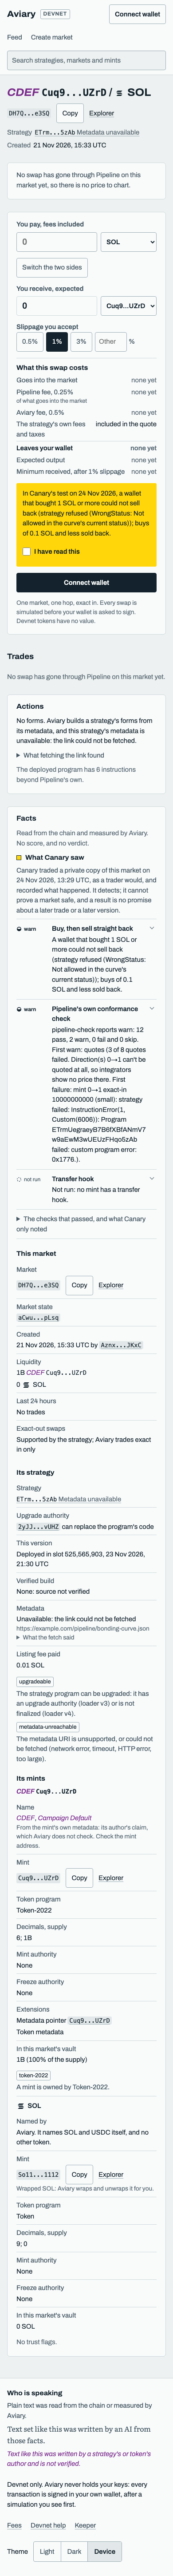 Aviary DEVNET Connect wallet
Feed Create market
Search strategies, markets and mints
CDEF Cuq9...UZrD / SOL
DH7Q...e3SQ Copy Explorer
Strategy ETrm...5zAb Metadata unavailable
Created 21 Nov 2026, 15:33 UTC
No swap has gone through Pipeline on this
market yet, so there is no price to chart.
You pay, fees included
0 SOL
Switch the two sides
You receive, expected
0 Cuq9...UZrD
Slippage you accept
0.5% 1% 3% Other %
What this swap costs
Goes into the market none yet
Pipeline fee, 0.25% none yet
of what goes into the market
Aviary fee, 0.5% none yet
The strategy's own fees included in the quote
and taxes
Leaves your wallet none yet
Expected output none yet
Minimum received, after 1% slippage none yet
In Canary's test on 24 Nov 2026, a wallet
that bought 1 SOL or more could not sell
back (strategy refused (WrongStatus: Not
allowed in the curve's current status)); buys
of 0.1 SOL and less sold back.
I have read this
Connect wallet
One market, one hop, exact in. Every swap is
simulated before your wallet is asked to sign.
Devnet tokens have no value.
Trades
No swap has gone through Pipeline on this market yet.
Actions
No forms. Aviary builds a strategy's forms from
its metadata, and this strategy's metadata is
unavailable: the link could not be fetched.
What fetching the link found
The deployed program has 6 instructions
beyond Pipeline's own.
Facts
Read from the chain and measured by Aviary.
No score, and no verdict.
What Canary saw
Canary traded a private copy of this market on
24 Nov 2026, 13:29 UTC, as a trader would, and
recorded what happened. It detects; it cannot
prove a market safe, and a result is no promise
about a later trade or a later version.
warn Buy, then sell straight back
A wallet that bought 1 SOL or
more could not sell back
(strategy refused (WrongStatus:
Not allowed in the curve's
current status)); buys of 0.1
SOL and less sold back.
warn Pipeline's own conformance
check
pipeline-check reports warn: 12
pass, 2 warn, 0 fail and 0 skip.
First warn: quotes (3 of 8 quotes
failed. Direction(s) 0→1 can't be
quoted at all, so integrators
show no price there. First
failure: mint 0→1 exact-in
10000000000 (small): strategy
failed: InstructionError(1,
Custom(6006)); Program
ETrmUegraeyB7B6fXBfANmV7
w9aEwM3wUEUzFHqo5zAb
failed: custom program error:
0x1776.).
not run Transfer hook
Not run: no mint has a transfer
hook.
The checks that passed, and what Canary
only noted
This market
Market
DH7Q...e3SQ Copy Explorer
Market state
aCwu...pLsq
Created
21 Nov 2026, 15:33 UTC by Aznx...JKxC
Liquidity
1B CDEF Cuq9...UZrD
0 SOL
Last 24 hours
No trades
Exact-out swaps
Supported by the strategy; Aviary trades exact
in only
Its strategy
Strategy
ETrm...5zAb Metadata unavailable
Upgrade authority
2yJJ...vUHZ can replace the program's code
This version
Deployed in slot 525,565,903, 23 Nov 2026,
21:30 UTC
Verified build
None: source not verified
Metadata
Unavailable: the link could not be fetched
https://example.com/pipeline/bonding-curve.json
What the fetch said
Listing fee paid
0.01 SOL
upgradeable
The strategy program can be upgraded: it has
an upgrade authority (loader v3) or is not
finalized (loader v4).
metadata-unreachable
The metadata URI is unsupported, or could not
be fetched (network error, timeout, HTTP error,
too large).
Its mints
CDEF Cuq9...UZrD
Name
CDEF, Campaign Default
From the mint's own metadata: its author's claim,
which Aviary does not check. Check the mint
address.
Mint
Cuq9...UZrD Copy Explorer
Token program
Token-2022
Decimals, supply
6; 1B
Mint authority
None
Freeze authority
None
Extensions
Metadata pointer Cuq9...UZrD
Token metadata
In this market's vault
1B (100% of the supply)
token-2022
A mint is owned by Token-2022.
SOL
Named by
Aviary. It names SOL and USDC itself, and no
other token.
Mint
So11...1112 Copy Explorer
Wrapped SOL: Aviary wraps and unwraps it for you.
Token program
Token
Decimals, supply
9; 0
Mint authority
None
Freeze authority
None
In this market's vault
0 SOL
No trust flags.
Who is speaking
Plain text was read from the chain or measured by
Aviary.
Text set like this was written by an AI from
those facts.
Text like this was written by a strategy's or token's
author and is not verified.
Devnet only. Aviary never holds your keys: every
transaction is signed in your own wallet, after a
simulation you see first.
Fees Devnet help Keeper
Theme Light Dark Device